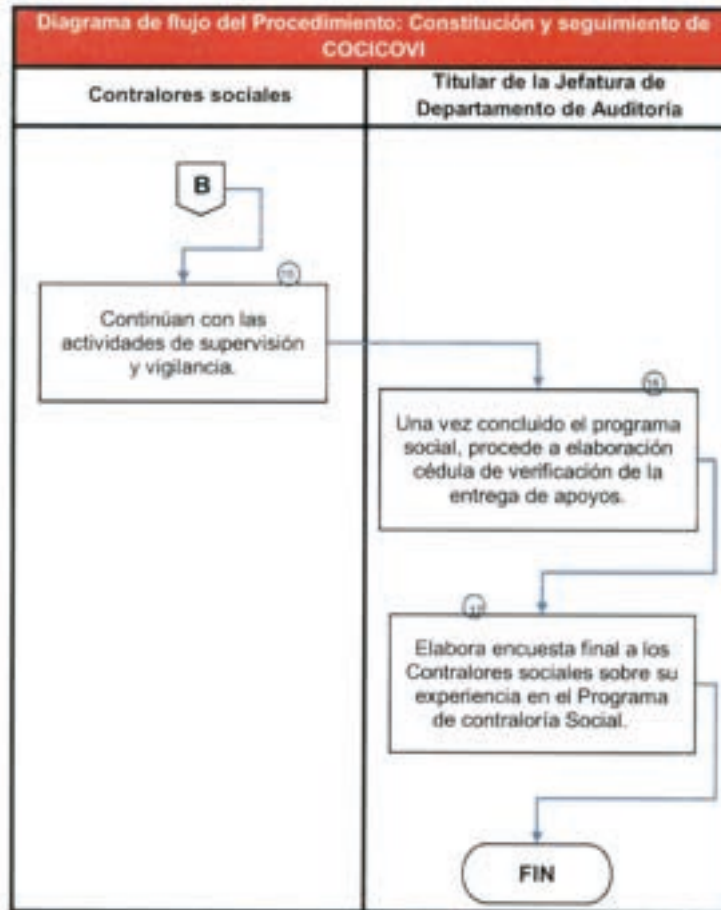 Diagrama de flujo del Procedimiento: Constitución y seguimiento de
COCICOVI
Contralores sociales
Titular de la Jefatura de
Departamento de Auditoría
B
Continúan con las
actividades de supervisión
y vigilancia.
Una vez concluido el programa
social, procede a elaboración
cédula de verificación de la
entrega de apoyos.
17
Elabora encuesta final a los
Contralores sociales sobre su
experiencia en el Programa
de contraloría Social.
FIN